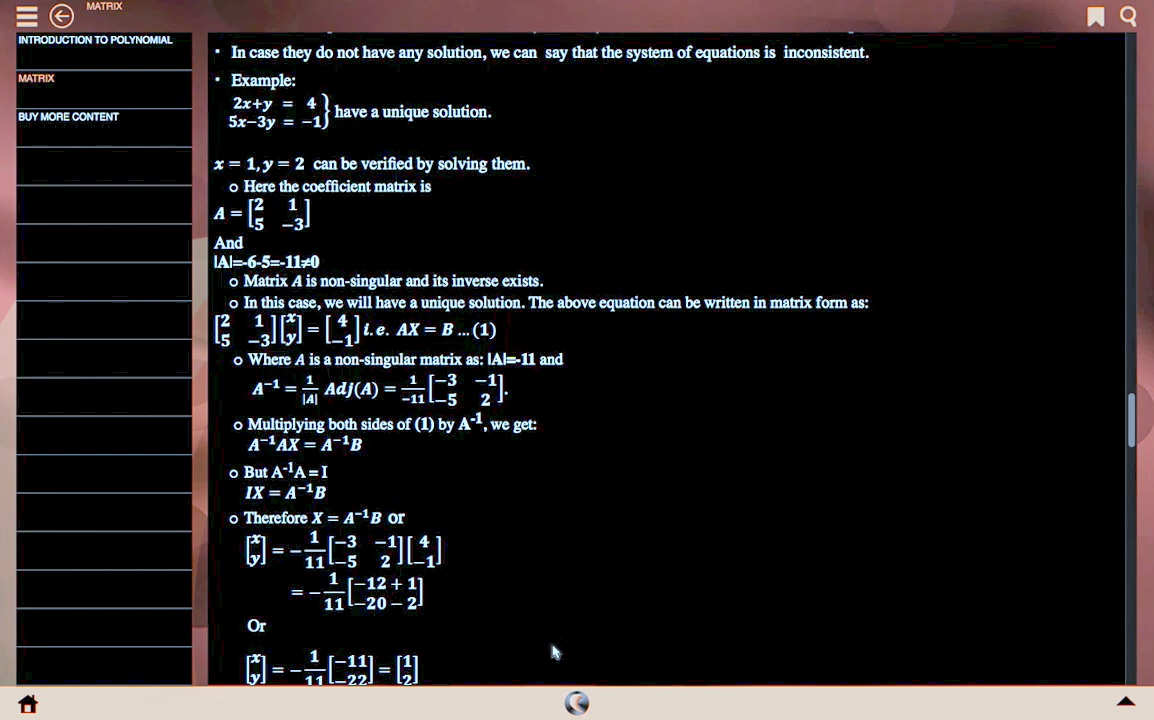 MATRIX
INTRODUCTION TO POLYNOMIAL
MATRIX
BUY MORE CONTENT
• In case they do not have any solution, we can say that the system of equations is inconsistent.
• Example:
2x+y = 4
5x−3y = −1} have a unique solution.
x = 1, y = 2 can be verified by solving them.
o Here the coefficient matrix is
A = [2 1
5 −3]
And
|A|=-6-5=-11≠0
o Matrix A is non-singular and its inverse exists.
o In this case, we will have a unique solution. The above equation can be written in matrix form as:
[2 1
5 −3][x
y] = [4
−1] i.e. AX = B ... (1)
o Where A is a non-singular matrix as: |A|=-11 and
A⁻¹ = 1/|A| Adj(A) = 1/−11 [−3 −1
−5 2].
o Multiplying both sides of (1) by A⁻¹, we get:
A⁻¹AX = A⁻¹B
o But A⁻¹A = I
IX = A⁻¹B
o Therefore X = A⁻¹B or
[x
y] = −1/11 [−3 −1
−5 2][4
−1]
= −1/11 [−12 + 1
−20 − 2]
Or
[x
y] = −1/11 [−11
−22] = [1
2]